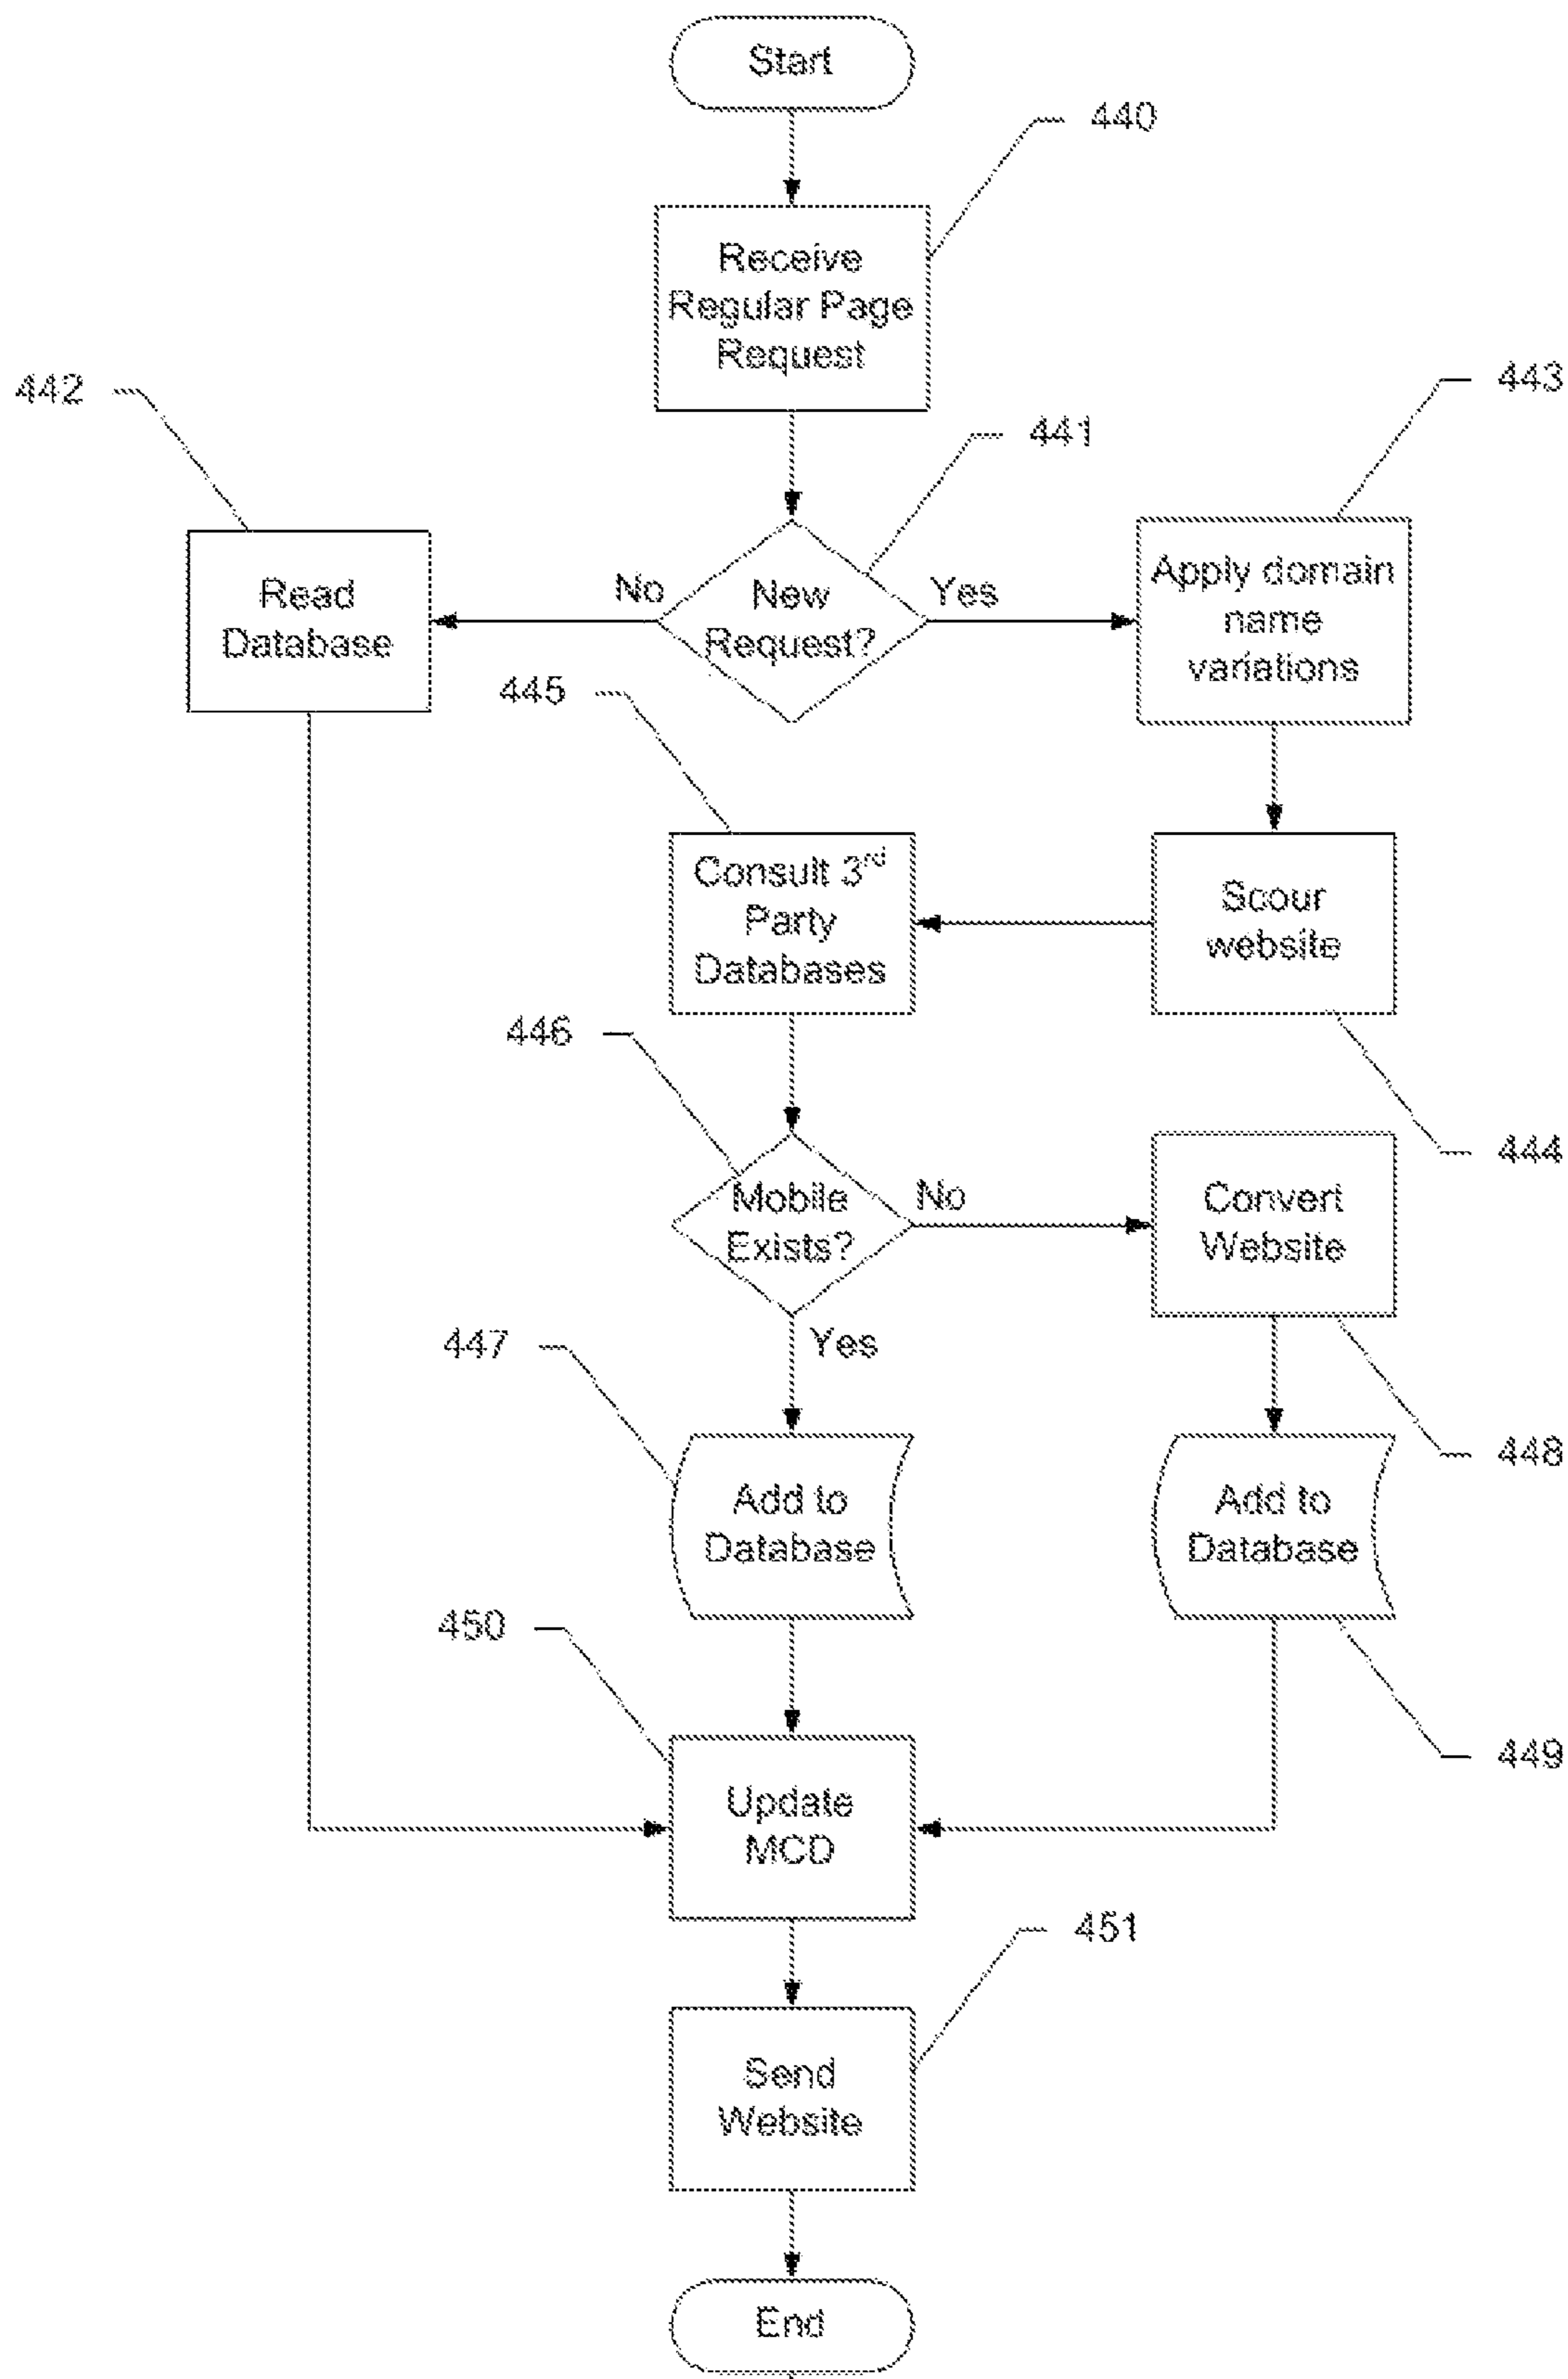 Start
440
Receive
Regular Page
Request
442
443
441
Read
Database
No
New
Request?
Yes
Apply domain
name
variations
445
Consult 3rd
Party
Databases
Scour
website
446
444
Mobile
Exists?
No
Convert
Website
447
Yes
448
Add to
Database
Add to
Database
450
449
Update
MCD
451
Send
Website
End